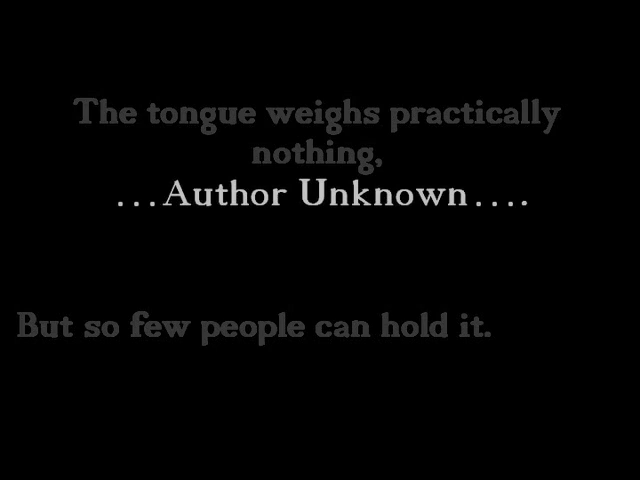 The tongue weighs practically
nothing,
...Author Unknown....
But so few people can hold it.